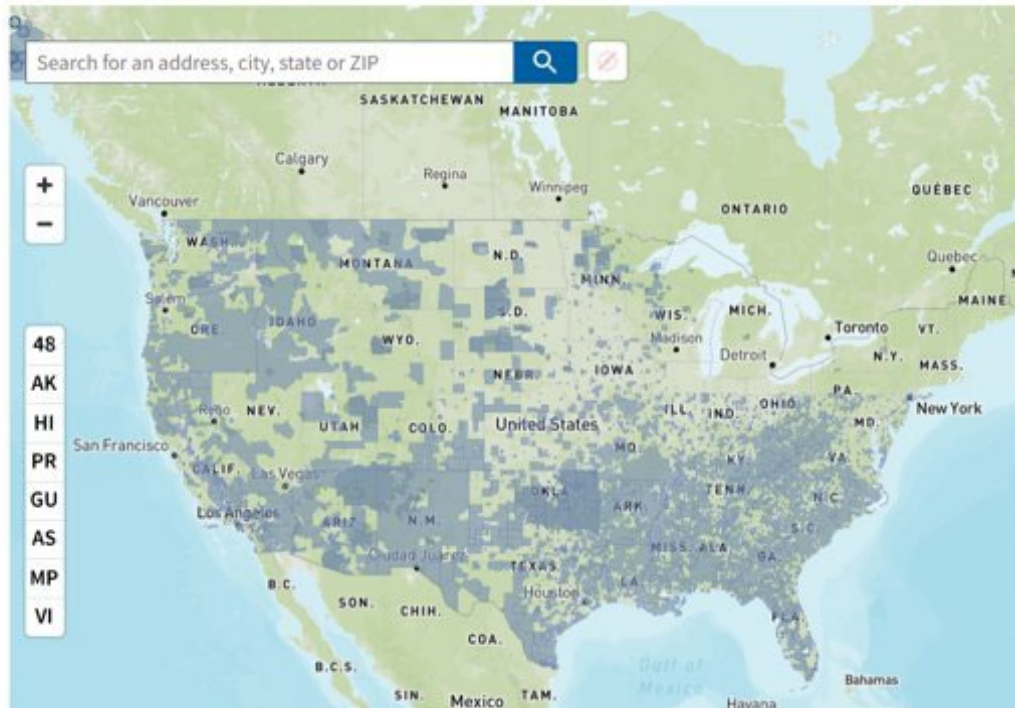 Search for an address, city, state or ZIP
SASKATCHEWAN
MANITOBA
Calgary
Regina
Winnipeg
QUÉBEC
ONTARIO
+
Vancouver
−
WASH.
MONTANA
N.D.
MINN.
Quebec
MAINE
Salem
ORE.
IDAHO
S.D.
WIS.
MICH.
Toronto
VT.
48
WYO.
Madison
Detroit
N.Y.
MASS.
AK
NEBR.
IOWA
PA.
HI
Reno
NEV.
UTAH
COLO.
United States
ILL.
IND.
OHIO
MD.
New York
PR
San Francisco
CALIF.
Las Vegas
MO.
KY.
VA.
GU
Los Angeles
ARIZ.
N.M.
OKLA.
ARK.
TENN.
N.C.
AS
S.C.
MISS.
ALA.
GA.
MP
Ciudad Juárez
TEXAS
LA.
B.C.
Houston
VI
SON.
CHIH.
FLA.
COA.
B.C.S.
Gulf of
Mexico
Bahamas
SIN.
Mexico
TAM.
Havana